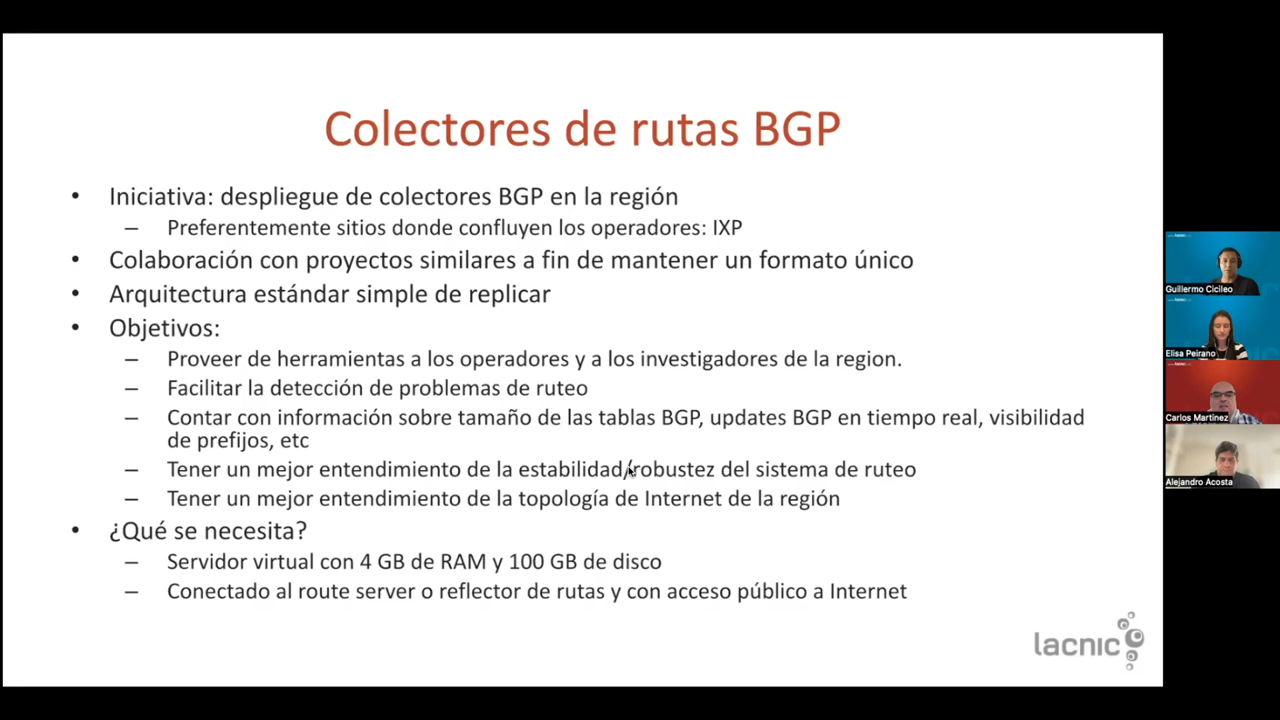 Colectores de rutas BGP
• Iniciativa: despliegue de colectores BGP en la región
– Preferentemente sitios donde confluyen los operadores: IXP
• Colaboración con proyectos similares a fin de mantener un formato único
• Arquitectura estándar simple de replicar
• Objetivos:
– Proveer de herramientas a los operadores y a los investigadores de la region.
– Facilitar la detección de problemas de ruteo
– Contar con información sobre tamaño de las tablas BGP, updates BGP en tiempo real, visibilidad
de prefijos, etc
– Tener un mejor entendimiento de la estabilidad/robustez del sistema de ruteo
– Tener un mejor entendimiento de la topología de Internet de la región
• ¿Qué se necesita?
– Servidor virtual con 4 GB de RAM y 100 GB de disco
– Conectado al route server o reflector de rutas y con acceso público a Internet
lacnic
Guillermo Cicileo
Elisa Peirano
Carlos Martinez
Alejandro Acosta